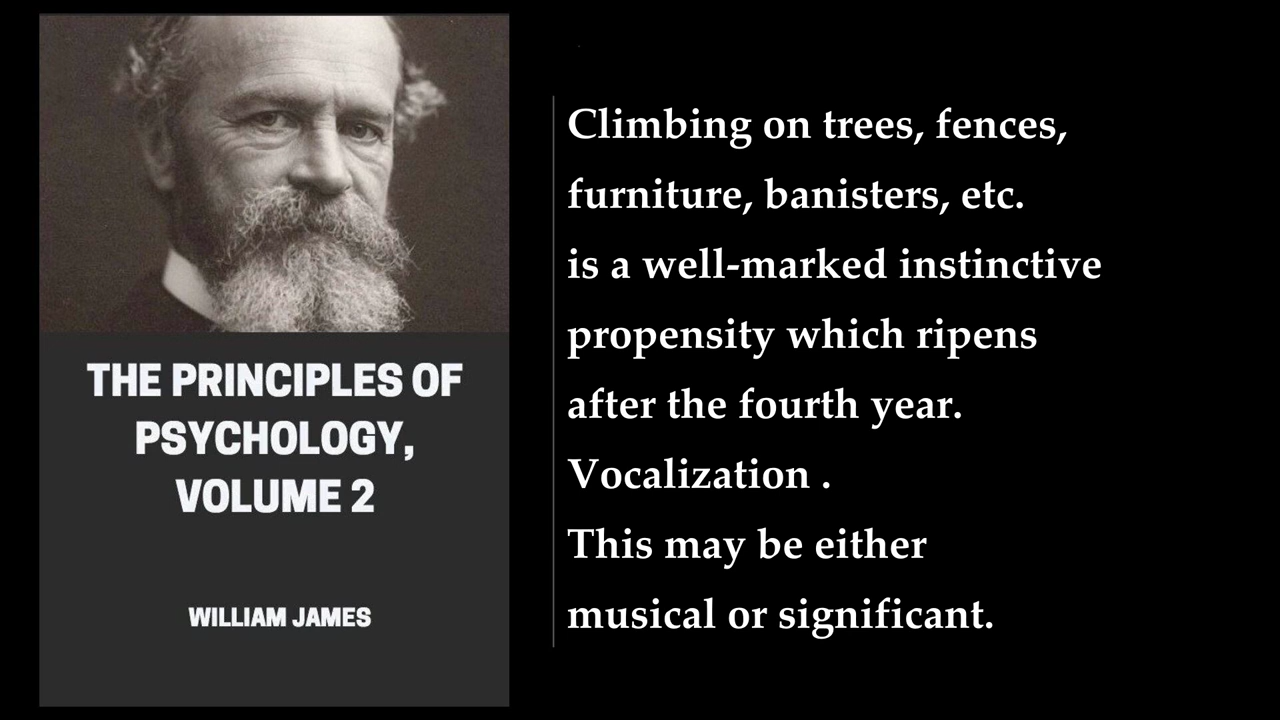 THE PRINCIPLES OF
PSYCHOLOGY,
VOLUME 2
WILLIAM JAMES
Climbing on trees, fences,
furniture, banisters, etc.
is a well-marked instinctive
propensity which ripens
after the fourth year.
Vocalization .
This may be either
musical or significant.